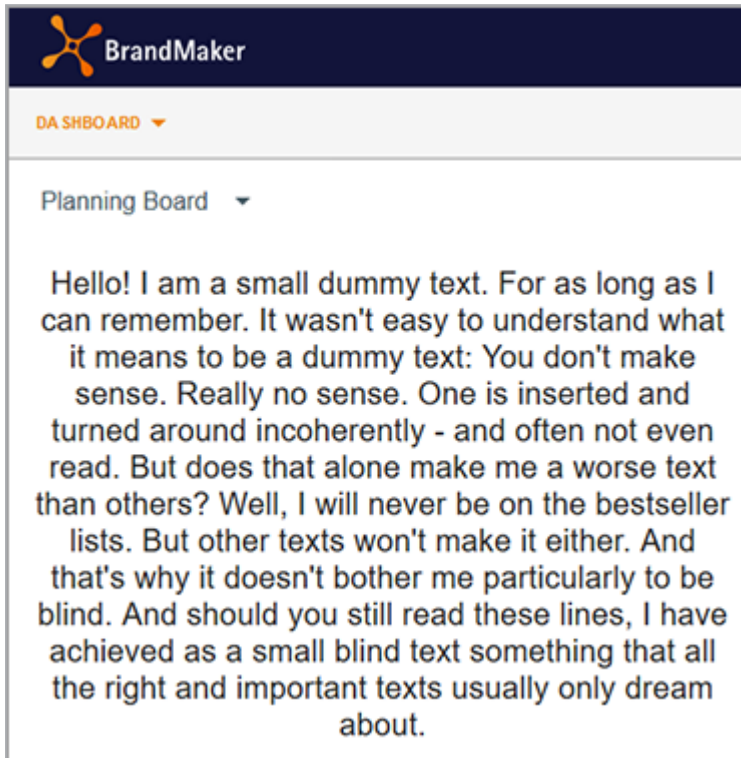 BrandMaker
DASHBOARD
Planning Board
Hello! I am a small dummy text. For as long as I
can remember. It wasn't easy to understand what
it means to be a dummy text: You don't make
sense. Really no sense. One is inserted and
turned around incoherently - and often not even
read. But does that alone make me a worse text
than others? Well, I will never be on the bestseller
lists. But other texts won't make it either. And
that's why it doesn't bother me particularly to be
blind. And should you still read these lines, I have
achieved as a small blind text something that all
the right and important texts usually only dream
about.